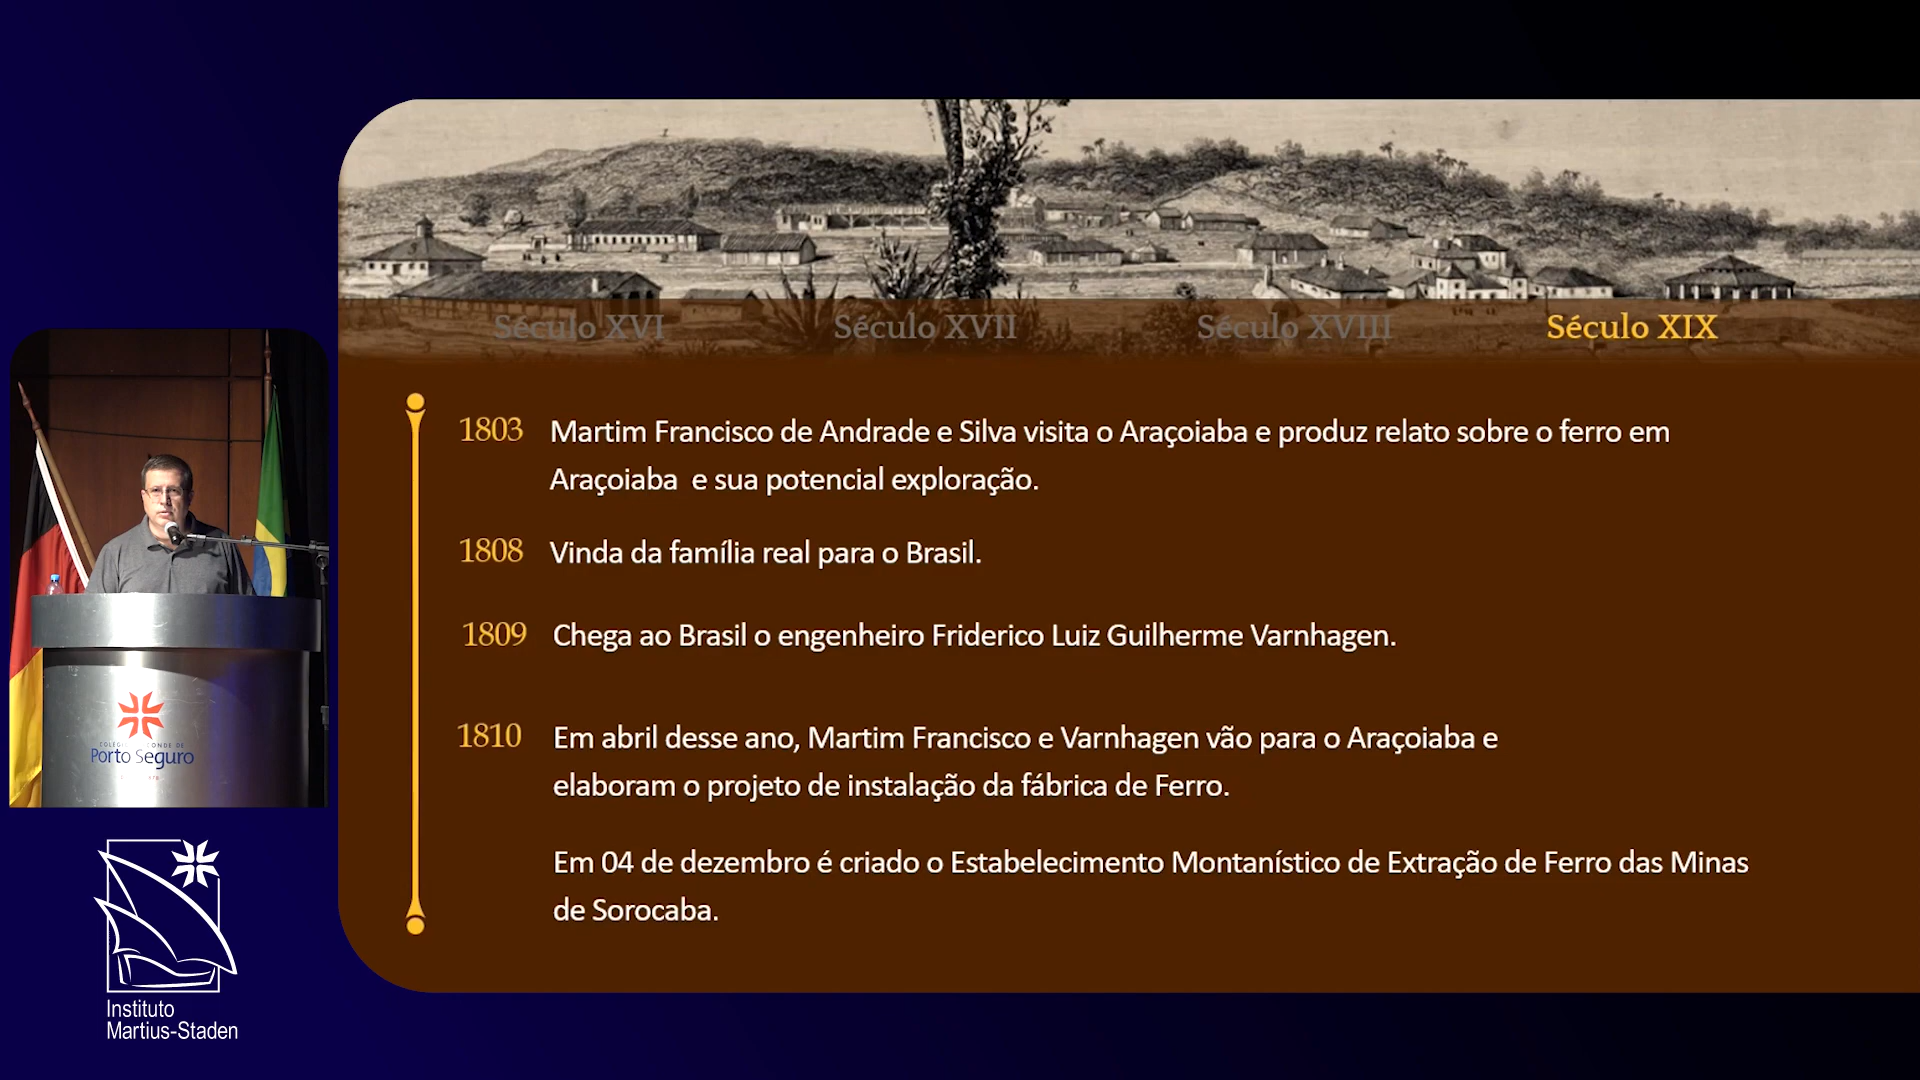 Século XVI
Século XVII
Século XVIII
Século XIX
1803 Martim Francisco de Andrade e Silva visita o Araçoiaba e produz relato sobre o ferro em
Araçoiaba e sua potencial exploração.
1808 Vinda da família real para o Brasil.
1809 Chega ao Brasil o engenheiro Friderico Luiz Guilherme Varnhagen.
1810 Em abril desse ano, Martim Francisco e Varnhagen vão para o Araçoiaba e
elaboram o projeto de instalação da fábrica de Ferro.
Em 04 de dezembro é criado o Estabelecimento Montanístico de Extração de Ferro das Minas
de Sorocaba.
Porto Seguro
Instituto
Martius-Staden